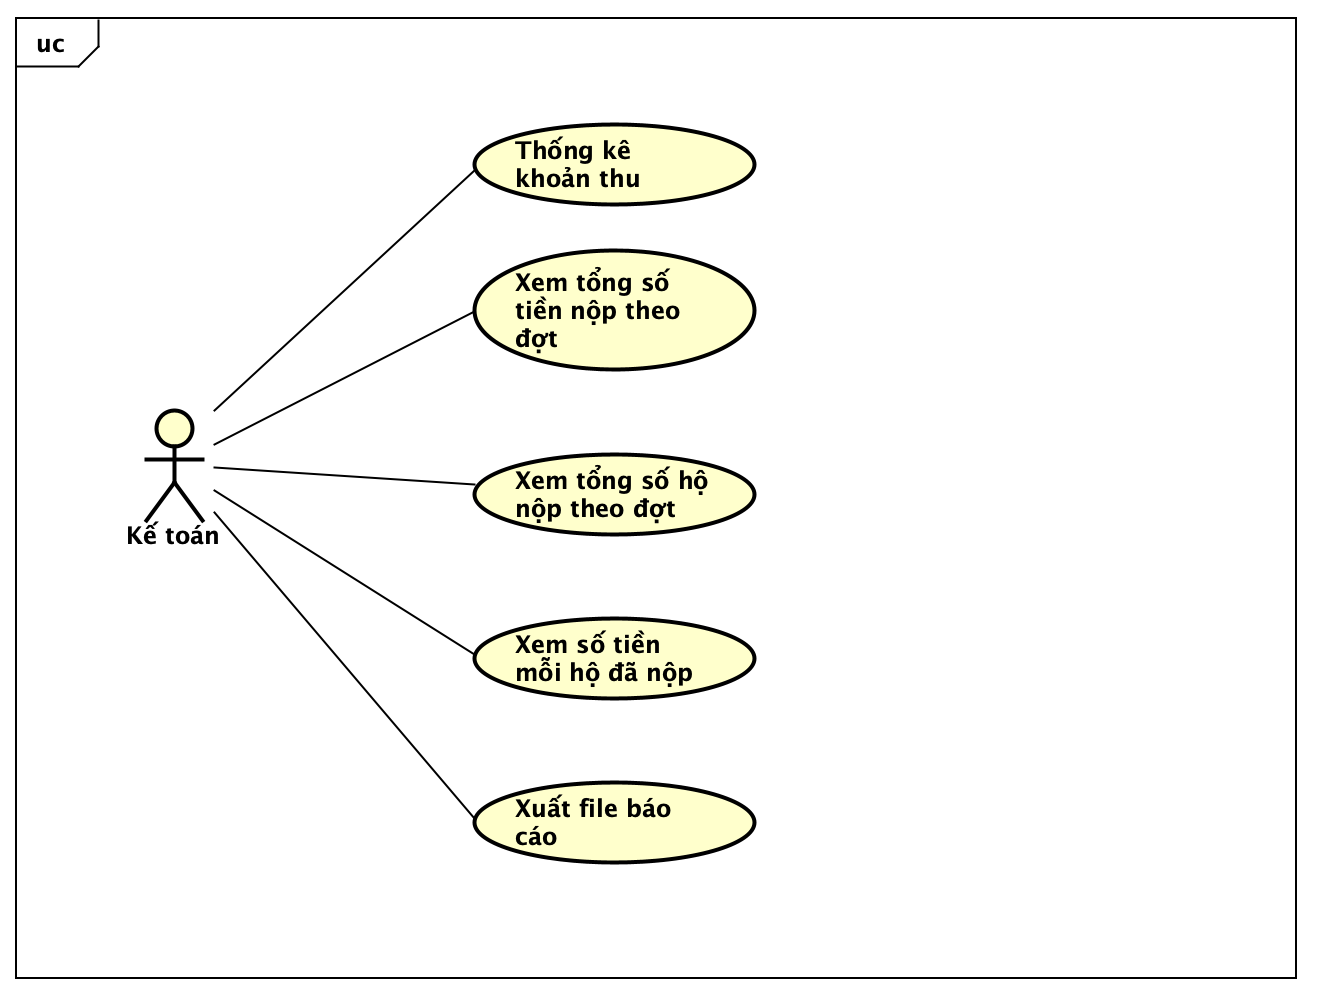 uc
Thống kê
khoản thu
Xem tổng số
tiền nộp theo
đợt
Xem tổng số hộ
nộp theo đợt
Kế toán
Xem số tiền
mỗi hộ đã nộp
Xuất file báo
cáo